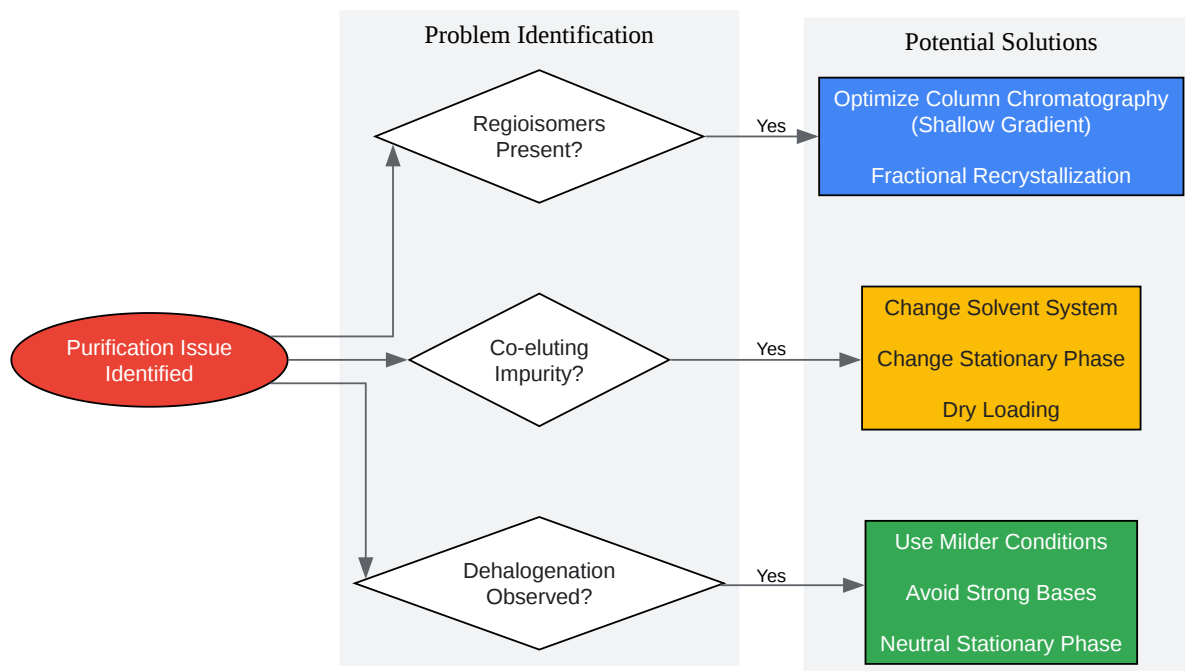 Problem Identification
Potential Solutions
Regioisomers
Present?
Yes
Optimize Column Chromatography
(Shallow Gradient)
Fractional Recrystallization
Purification Issue
Identified
Co-eluting
Impurity?
Yes
Change Solvent System
Change Stationary Phase
Dry Loading
Dehalogenation
Observed?
Yes
Use Milder Conditions
Avoid Strong Bases
Neutral Stationary Phase